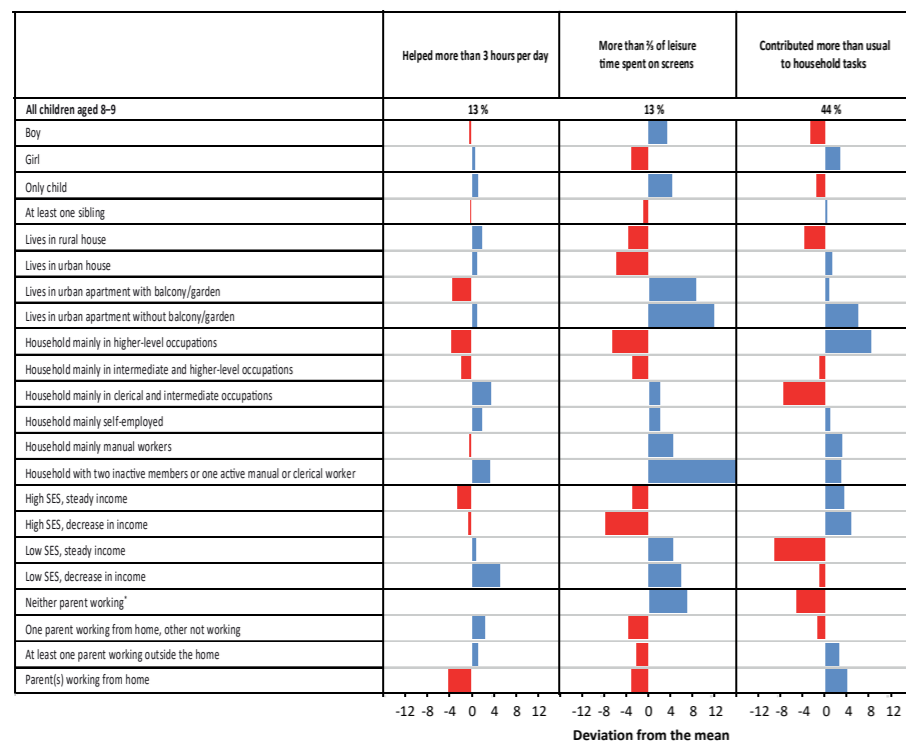 Helped more than 3 hours per day
More than ⅔ of leisure
time spent on screens
Contributed more than usual
to household tasks
All children aged 8–9 13 % 13 % 44 %
Boy
Girl
Only child
At least one sibling
Lives in rural house
Lives in urban house
Lives in urban apartment with balcony/garden
Lives in urban apartment without balcony/garden
Household mainly in higher-level occupations
Household mainly in intermediate and higher-level occupations
Household mainly in clerical and intermediate occupations
Household mainly self-employed
Household mainly manual workers
Household with two inactive members or one active manual or clerical worker
High SES, steady income
High SES, decrease in income
Low SES, steady income
Low SES, decrease in income
Neither parent working*
One parent working from home, other not working
At least one parent working outside the home
Parent(s) working from home
-12 -8 -4 0 4 8 12 -12 -8 -4 0 4 8 12 -12 -8 -4 0 4 8 12
Deviation from the mean